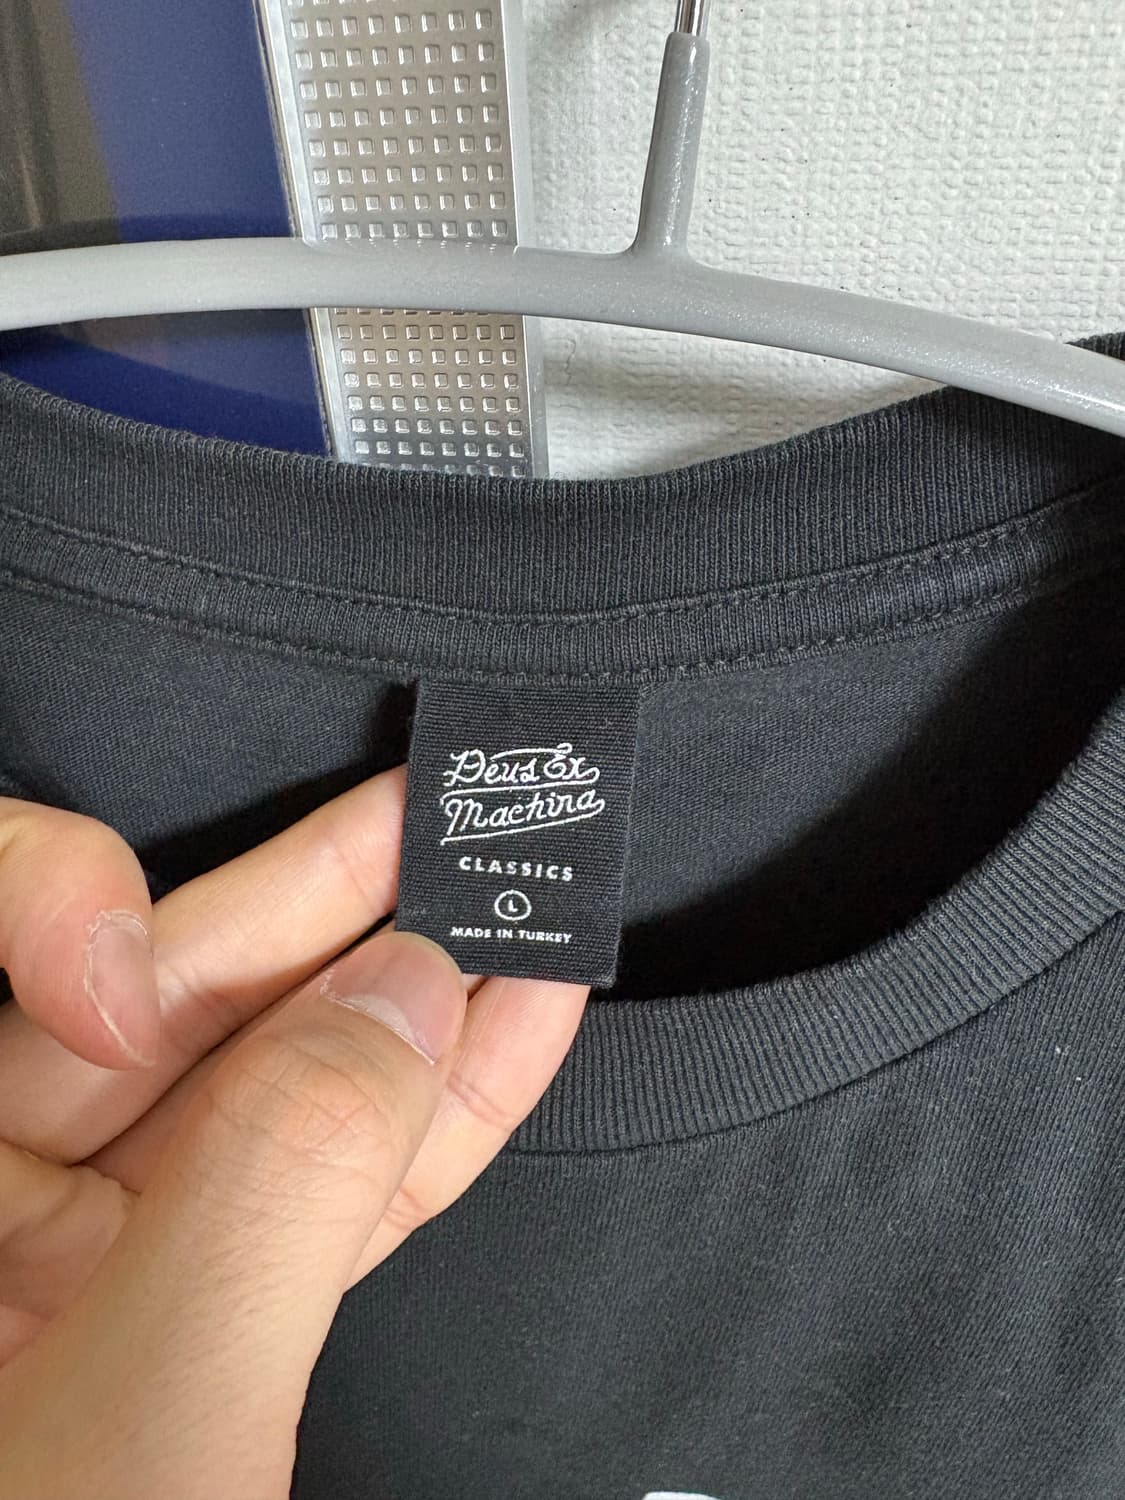 Deus Ex
Machina
CLASSICS
L
MADE IN TURKEY